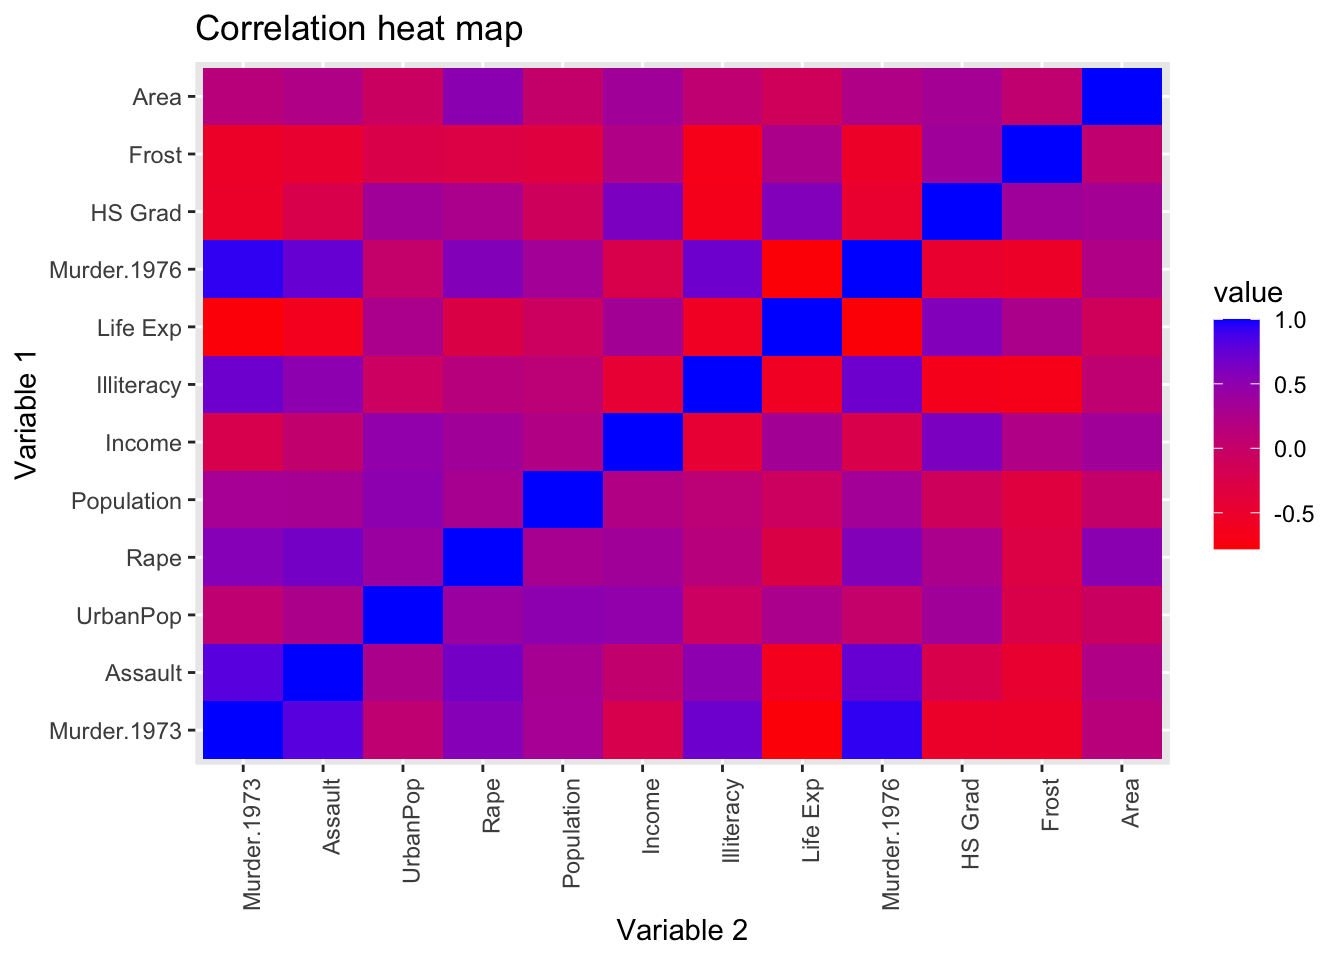 Correlation heat map
Variable 1
Area
Frost
HS Grad
Murder.1976
Life Exp
Illiteracy
Income
Population
Rape
UrbanPop
Assault
Murder.1973
Murder.1973
Assault
UrbanPop
Rape
Population
Income
Illiteracy
Life Exp
Murder.1976
HS Grad
Frost
Area
Variable 2
value
1.0
0.5
0.0
-0.5